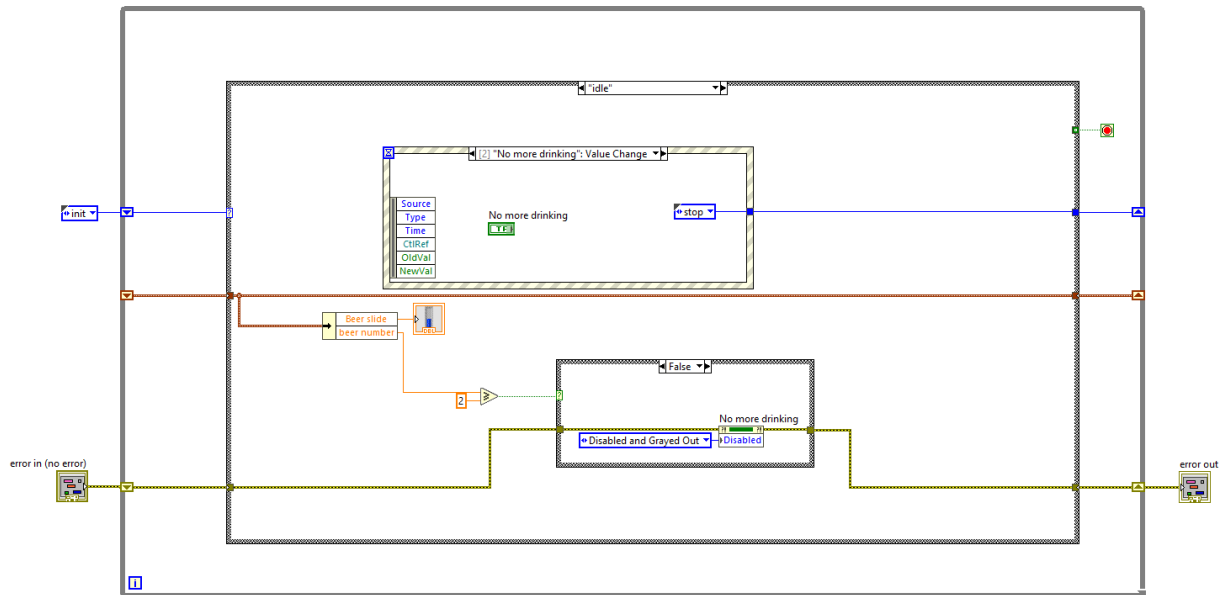 "idle"
[2] "No more drinking": Value Change
init
Source
Type
Time
CtlRef
OldVal
NewVal
No more drinking
TF
stop
Beer slide
beer number
DBL
2
False
No more drinking
Disabled and Grayed Out
Disabled
error in (no error)
error out
i